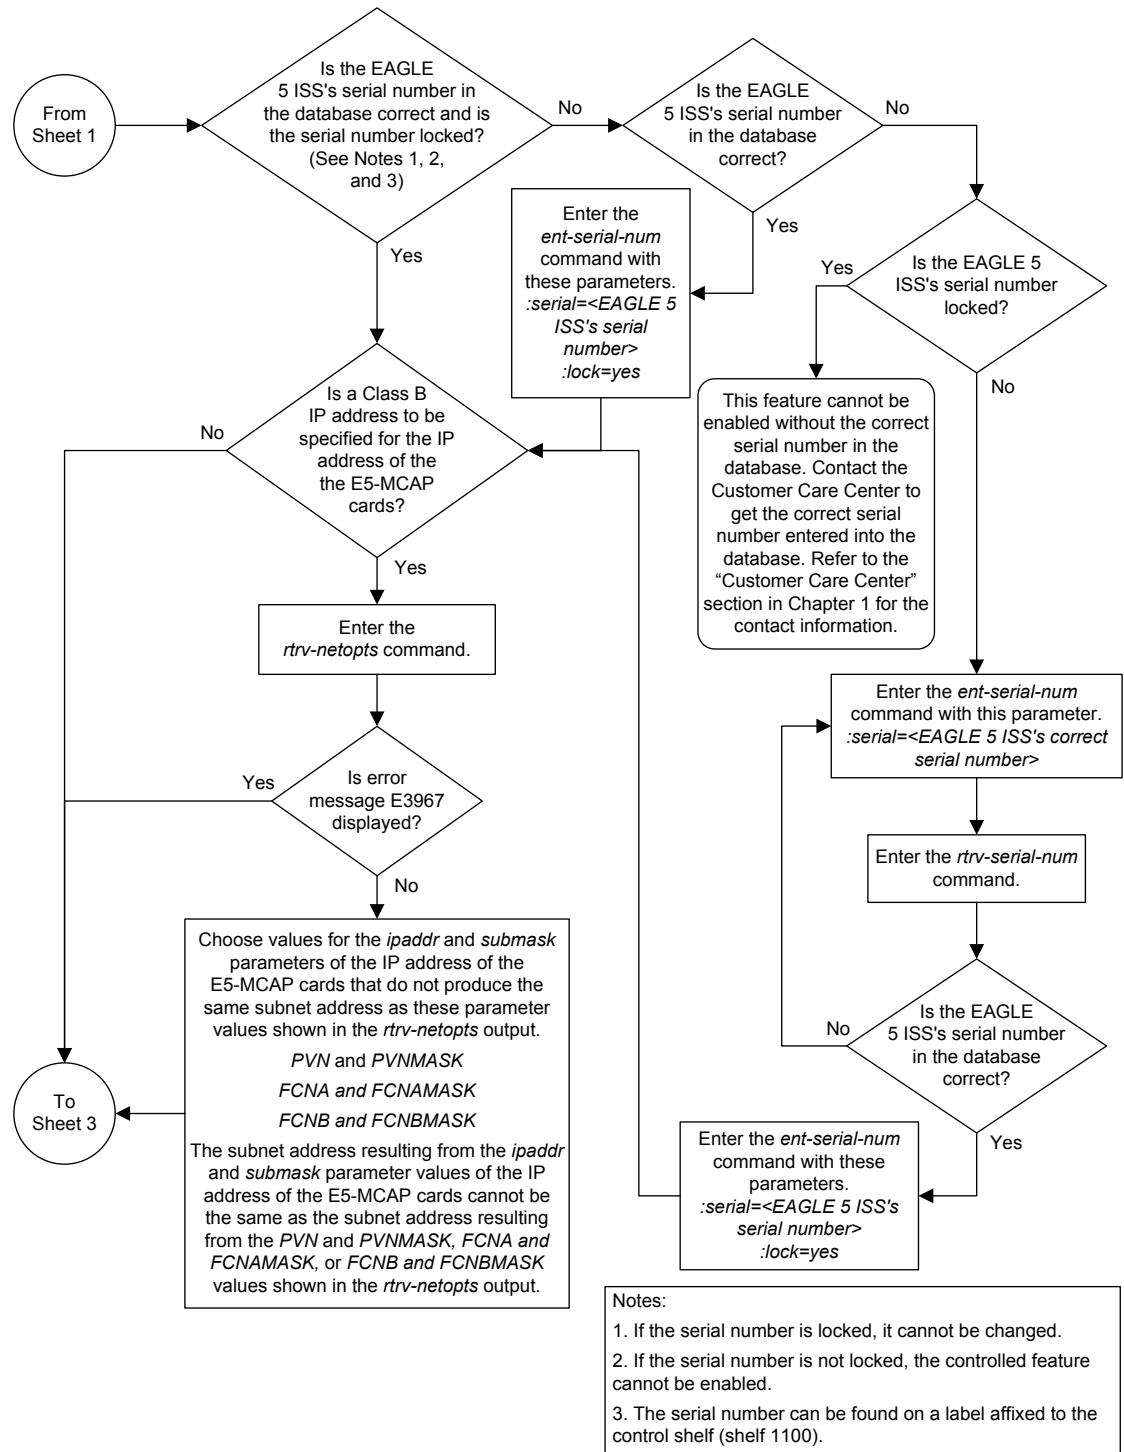 From
Sheet 1
Is the EAGLE
5 ISS's serial number in
the database correct and is
the serial number locked?
(See Notes 1, 2,
and 3)
No
Yes
Is the EAGLE
5 ISS's serial number
in the database
correct?
No
Yes
Enter the
ent-serial-num
command with
these parameters.
:serial=<EAGLE 5
ISS's serial
number>
:lock=yes
Is the EAGLE 5
ISS's serial number
locked?
Yes
No
This feature cannot be
enabled without the correct
serial number in the
database. Contact the
Customer Care Center to
get the correct serial
number entered into the
database. Refer to the
“Customer Care Center”
section in Chapter 1 for the
contact information.
Is a Class B
IP address to be
specified for the IP
address of the
the E5-MCAP
cards?
No
Yes
Enter the
rtrv-netopts command.
Is error
message E3967
displayed?
Yes
No
Enter the ent-serial-num
command with this parameter.
:serial=<EAGLE 5 ISS's correct
serial number>
Enter the rtrv-serial-num
command.
Is the EAGLE
5 ISS's serial number
in the database
correct?
No
Yes
Enter the ent-serial-num
command with these
parameters.
:serial=<EAGLE 5 ISS's
serial number>
:lock=yes
Choose values for the ipaddr and submask
parameters of the IP address of the
E5-MCAP cards that do not produce the
same subnet address as these parameter
values shown in the rtrv-netopts output.
PVN and PVNMASK
FCNA and FCNAMASK
FCNB and FCNBMASK
The subnet address resulting from the ipaddr
and submask parameter values of the IP
address of the E5-MCAP cards cannot be
the same as the subnet address resulting
from the PVN and PVNMASK, FCNA and
FCNAMASK, or FCNB and FCNBMASK
values shown in the rtrv-netopts output.
To
Sheet 3
Notes:
1. If the serial number is locked, it cannot be changed.
2. If the serial number is not locked, the controlled feature
cannot be enabled.
3. The serial number can be found on a label affixed to the
control shelf (shelf 1100).